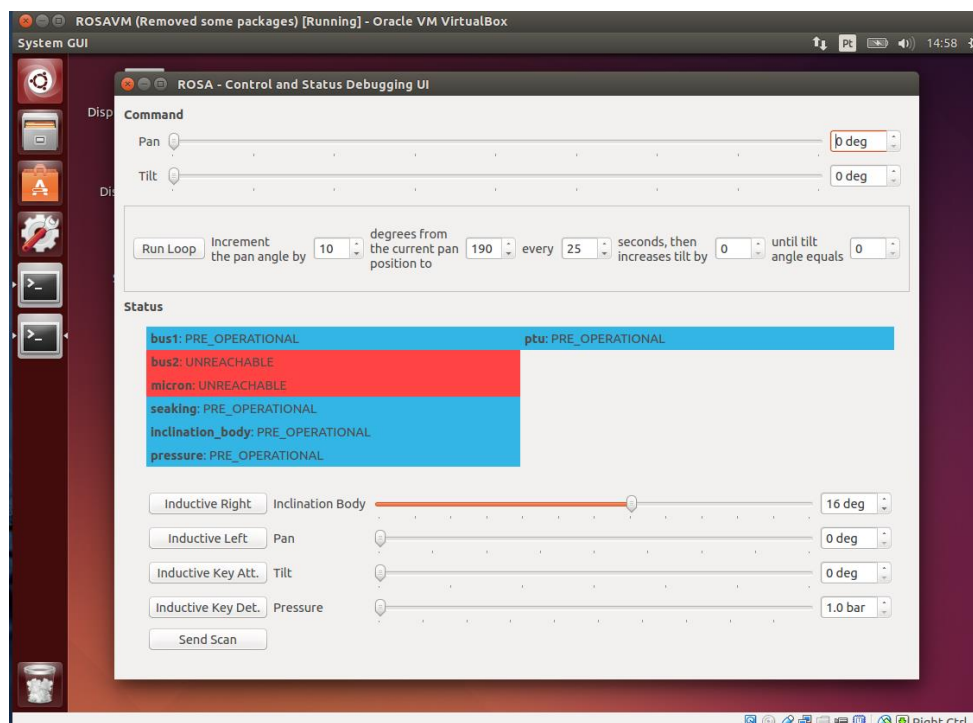 ROSAVM (Removed some packages) [Running] - Oracle VM VirtualBox
System GUI
Pt
14:58
ROSA - Control and Status Debugging UI
Disp
Dis
Command
Pan
0 deg
Tilt
0 deg
Run Loop
Increment
the pan angle by
10
degrees from
the current pan
position to
190
every
25
seconds, then
increases tilt by
0
until tilt
angle equals
0
Status
bus1: PRE_OPERATIONAL
ptu: PRE_OPERATIONAL
bus2: UNREACHABLE
micron: UNREACHABLE
seaking: PRE_OPERATIONAL
inclination_body: PRE_OPERATIONAL
pressure: PRE_OPERATIONAL
Inductive Right
Inclination Body
16 deg
Inductive Left
Pan
0 deg
Inductive Key Att.
Tilt
0 deg
Inductive Key Det.
Pressure
1.0 bar
Send Scan
Right Ctrl